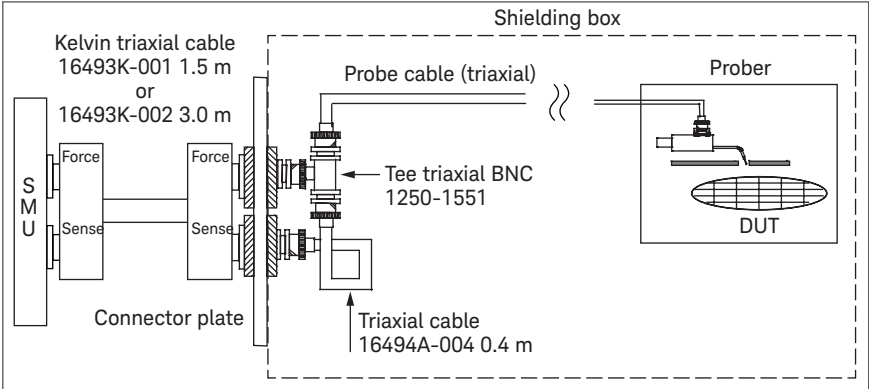 Shielding box
Kelvin triaxial cable
16493K-001 1.5 m
or
16493K-002 3.0 m
Probe cable (triaxial)
Prober
SMU
Force
Sense
Force
Sense
Tee triaxial BNC
1250-1551
DUT
Connector plate
Triaxial cable
16494A-004 0.4 m